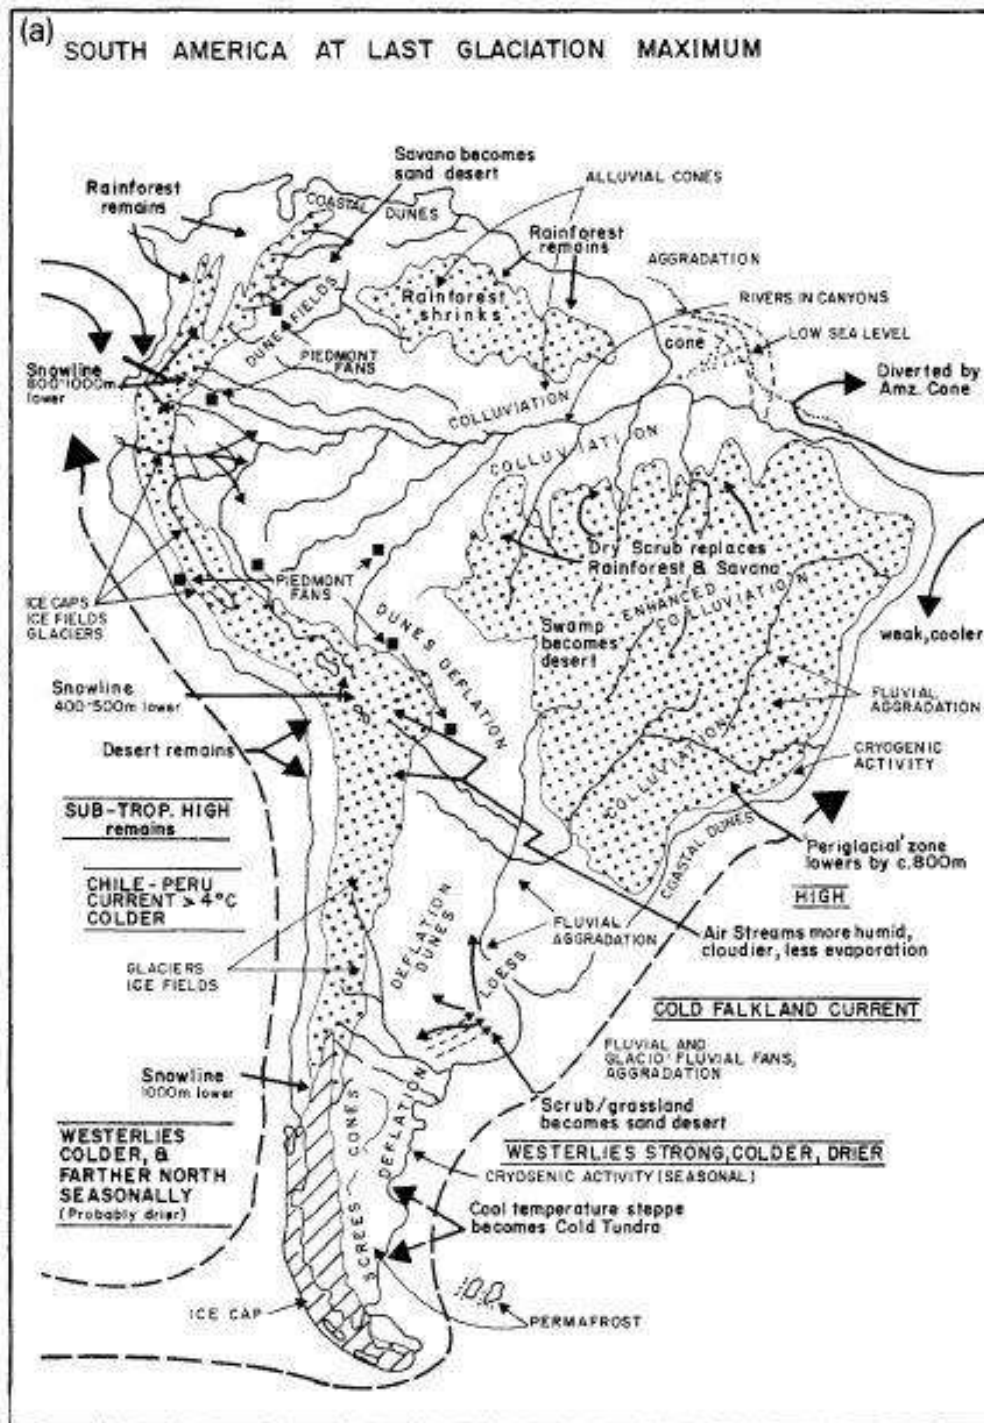 (a)
SOUTH AMERICA AT LAST GLACIATION MAXIMUM
Savana becomes
sand desert
Rainforest
remains
COASTAL DUNES
ALLUVIAL CONES
Rainforest
remains
AGGRADATION
RIVERS IN CANYONS
Rainforest
shrinks
cone
LOW SEA LEVEL
DUNE FIELDS
PIEDMONT
FANS
Snowline
800-1000m
lower
Diverted by
Amz. Cone
COLLUVIATION
COLLUVIATION
Dry Scrub replaces
Rainforest & Savana
ENHANCED
COLLUVIATION
PIEDMONT
FANS
ICE CAPS
ICE FIELDS
GLACIERS
DUNES DEFLATION
Swamp
becomes
desert
weak, cooler
Snowline
400-500m lower
FLUVIAL
AGGRADATION
Desert remains
COLLUVIATION
CRYOGENIC
ACTIVITY
SUB-TROP. HIGH
remains
COASTAL DUNES
'Periglacial' zone
lowers by c.800m
CHILE-PERU
CURRENT > 4°C
COLDER
HIGH
DEFLATION
DUNES
FLUVIAL
AGGRADATION
Air Streams more humid,
cloudier, less evaporation
GLACIERS
ICE FIELDS
LOESS
COLD FALKLAND CURRENT
FLUVIAL AND
GLACIO-FLUVIAL FANS,
AGGRADATION
Snowline
1000m lower
Scrub/grassland
becomes sand desert
WESTERLIES
COLDER, &
FARTHER NORTH
SEASONALLY
(Probably drier)
SCREES - CONES
DEFLATION
WESTERLIES STRONG, COLDER, DRIER
CRYOGENIC ACTIVITY (SEASONAL)
Cool temperature steppe
becomes Cold Tundra
ICE CAP
PERMAFROST